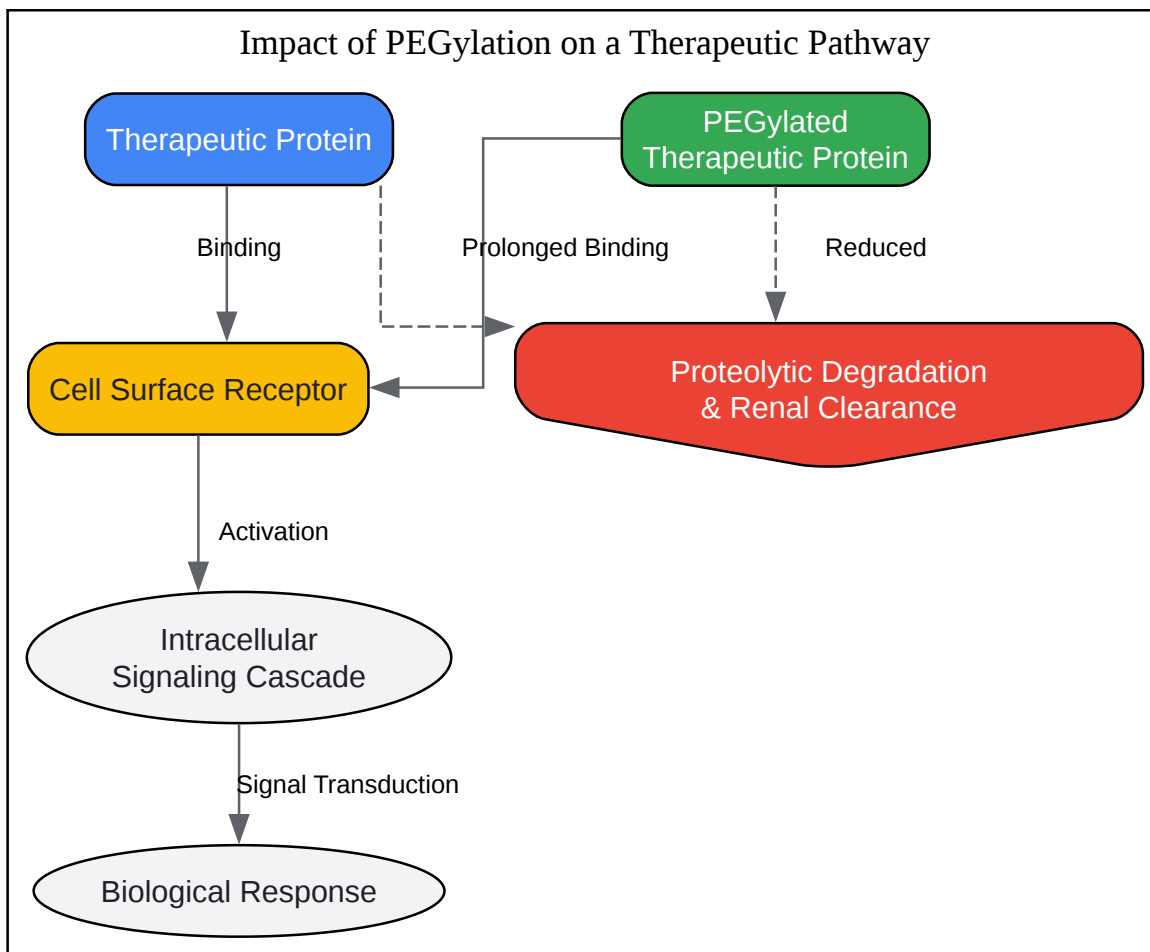 Impact of PEGylation on a Therapeutic Pathway
Therapeutic Protein
PEGylated
Therapeutic Protein
Binding
Prolonged Binding
Reduced
Cell Surface Receptor
Proteolytic Degradation
& Renal Clearance
Activation
Intracellular
Signaling Cascade
Signal Transduction
Biological Response